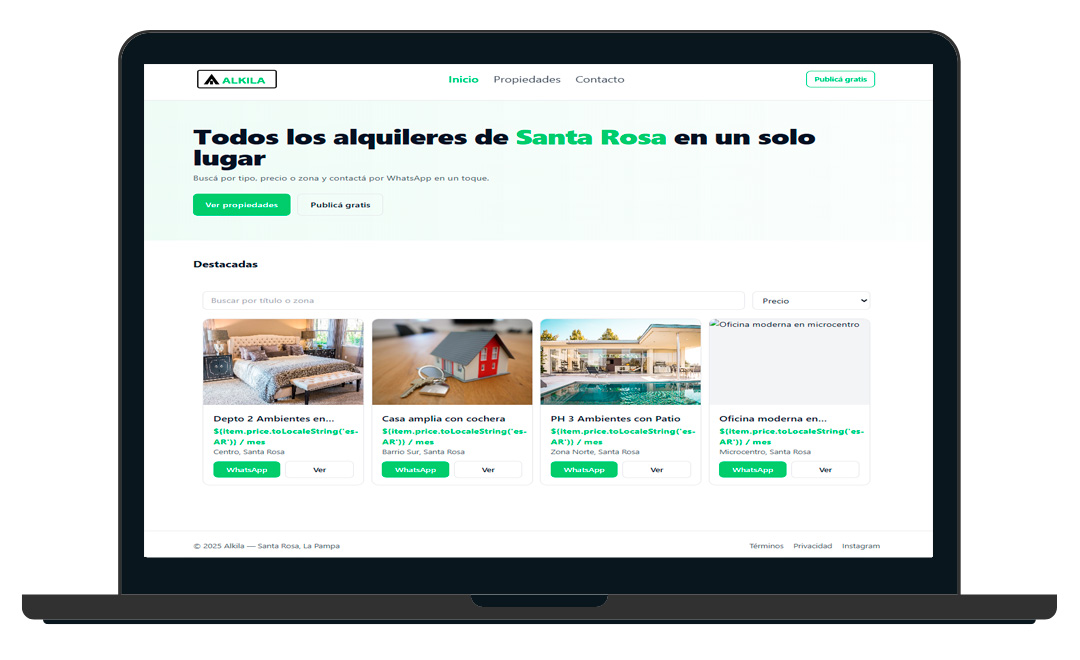 ALKILA
Inicio Propiedades Contacto
Publicá gratis
Todos los alquileres de Santa Rosa en un solo
lugar
Buscá por tipo, precio o zona y contactá por WhatsApp en un toque.
Ver propiedades
Publicá gratis
Destacadas
Buscar por título o zona
Precio
Depto 2 Ambientes en...
${item.price.toLocaleString('es-
AR')} / mes
Centro, Santa Rosa
WhatsApp
Ver
Casa amplia con cochera
${item.price.toLocaleString('es-
AR')} / mes
Barrio Sur, Santa Rosa
WhatsApp
Ver
PH 3 Ambientes con Patio
${item.price.toLocaleString('es-
AR')} / mes
Zona Norte, Santa Rosa
WhatsApp
Ver
Oficina moderna en microcentro
Oficina moderna en...
${item.price.toLocaleString('es-
AR')} / mes
Microcentro, Santa Rosa
WhatsApp
Ver
© 2025 Alkila — Santa Rosa, La Pampa
Términos Privacidad Instagram